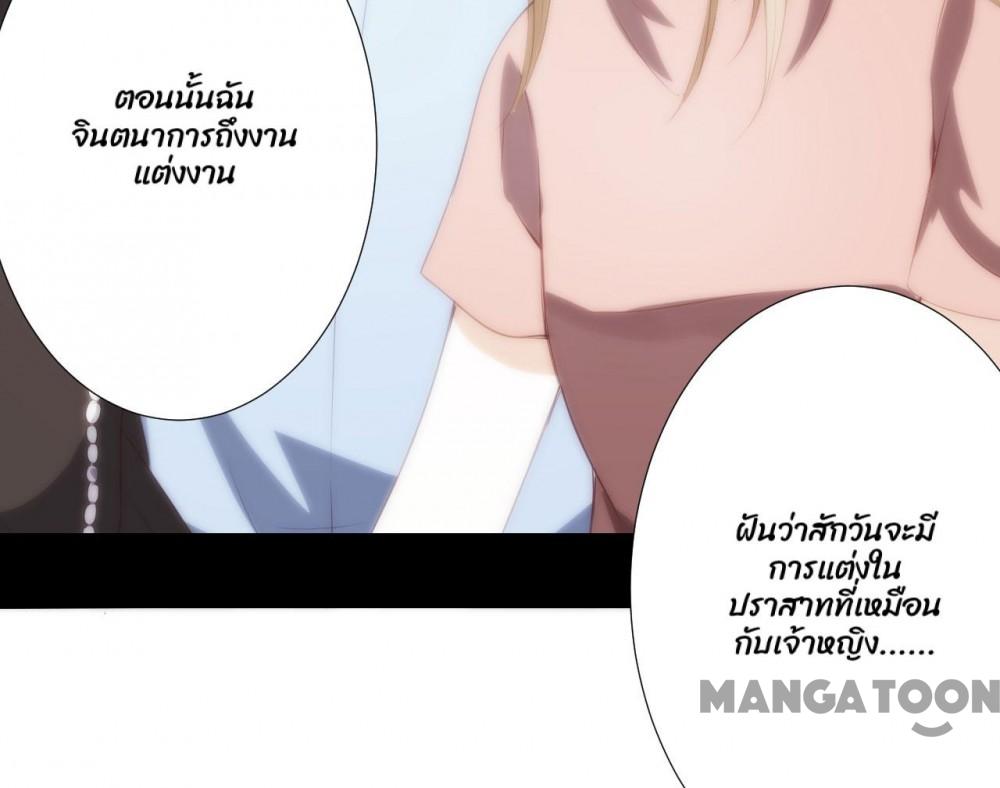 ตอนนั้นฉัน
จินตนาการถึงงาน
แต่งงาน
ฝันว่าสักวันจะมี
การแต่งใน
ปราสาทที่เหมือน
กับเจ้าหญิง......
MANGATOON